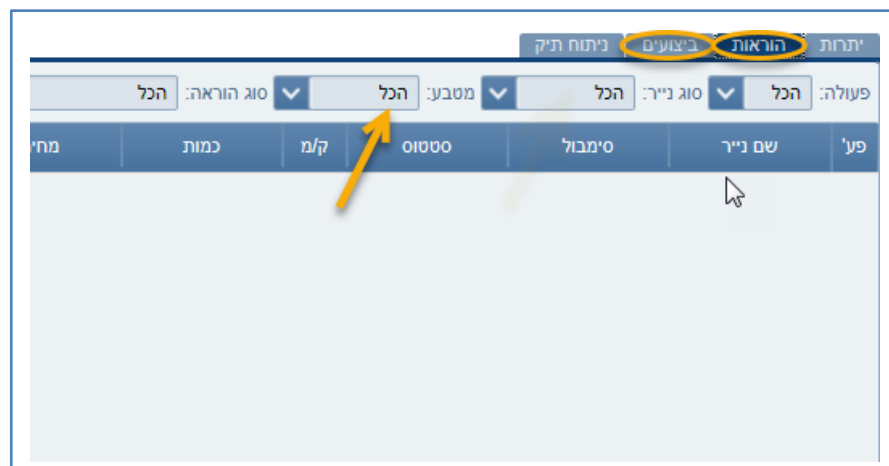 יתרות הוראות ביצועים ניתוח תיק
פעולה: הכל סוג נייר: הכל מטבע: הכל סוג הוראה: הכל
פע' שם נייר סימבול סטטוס ק/מ כמות